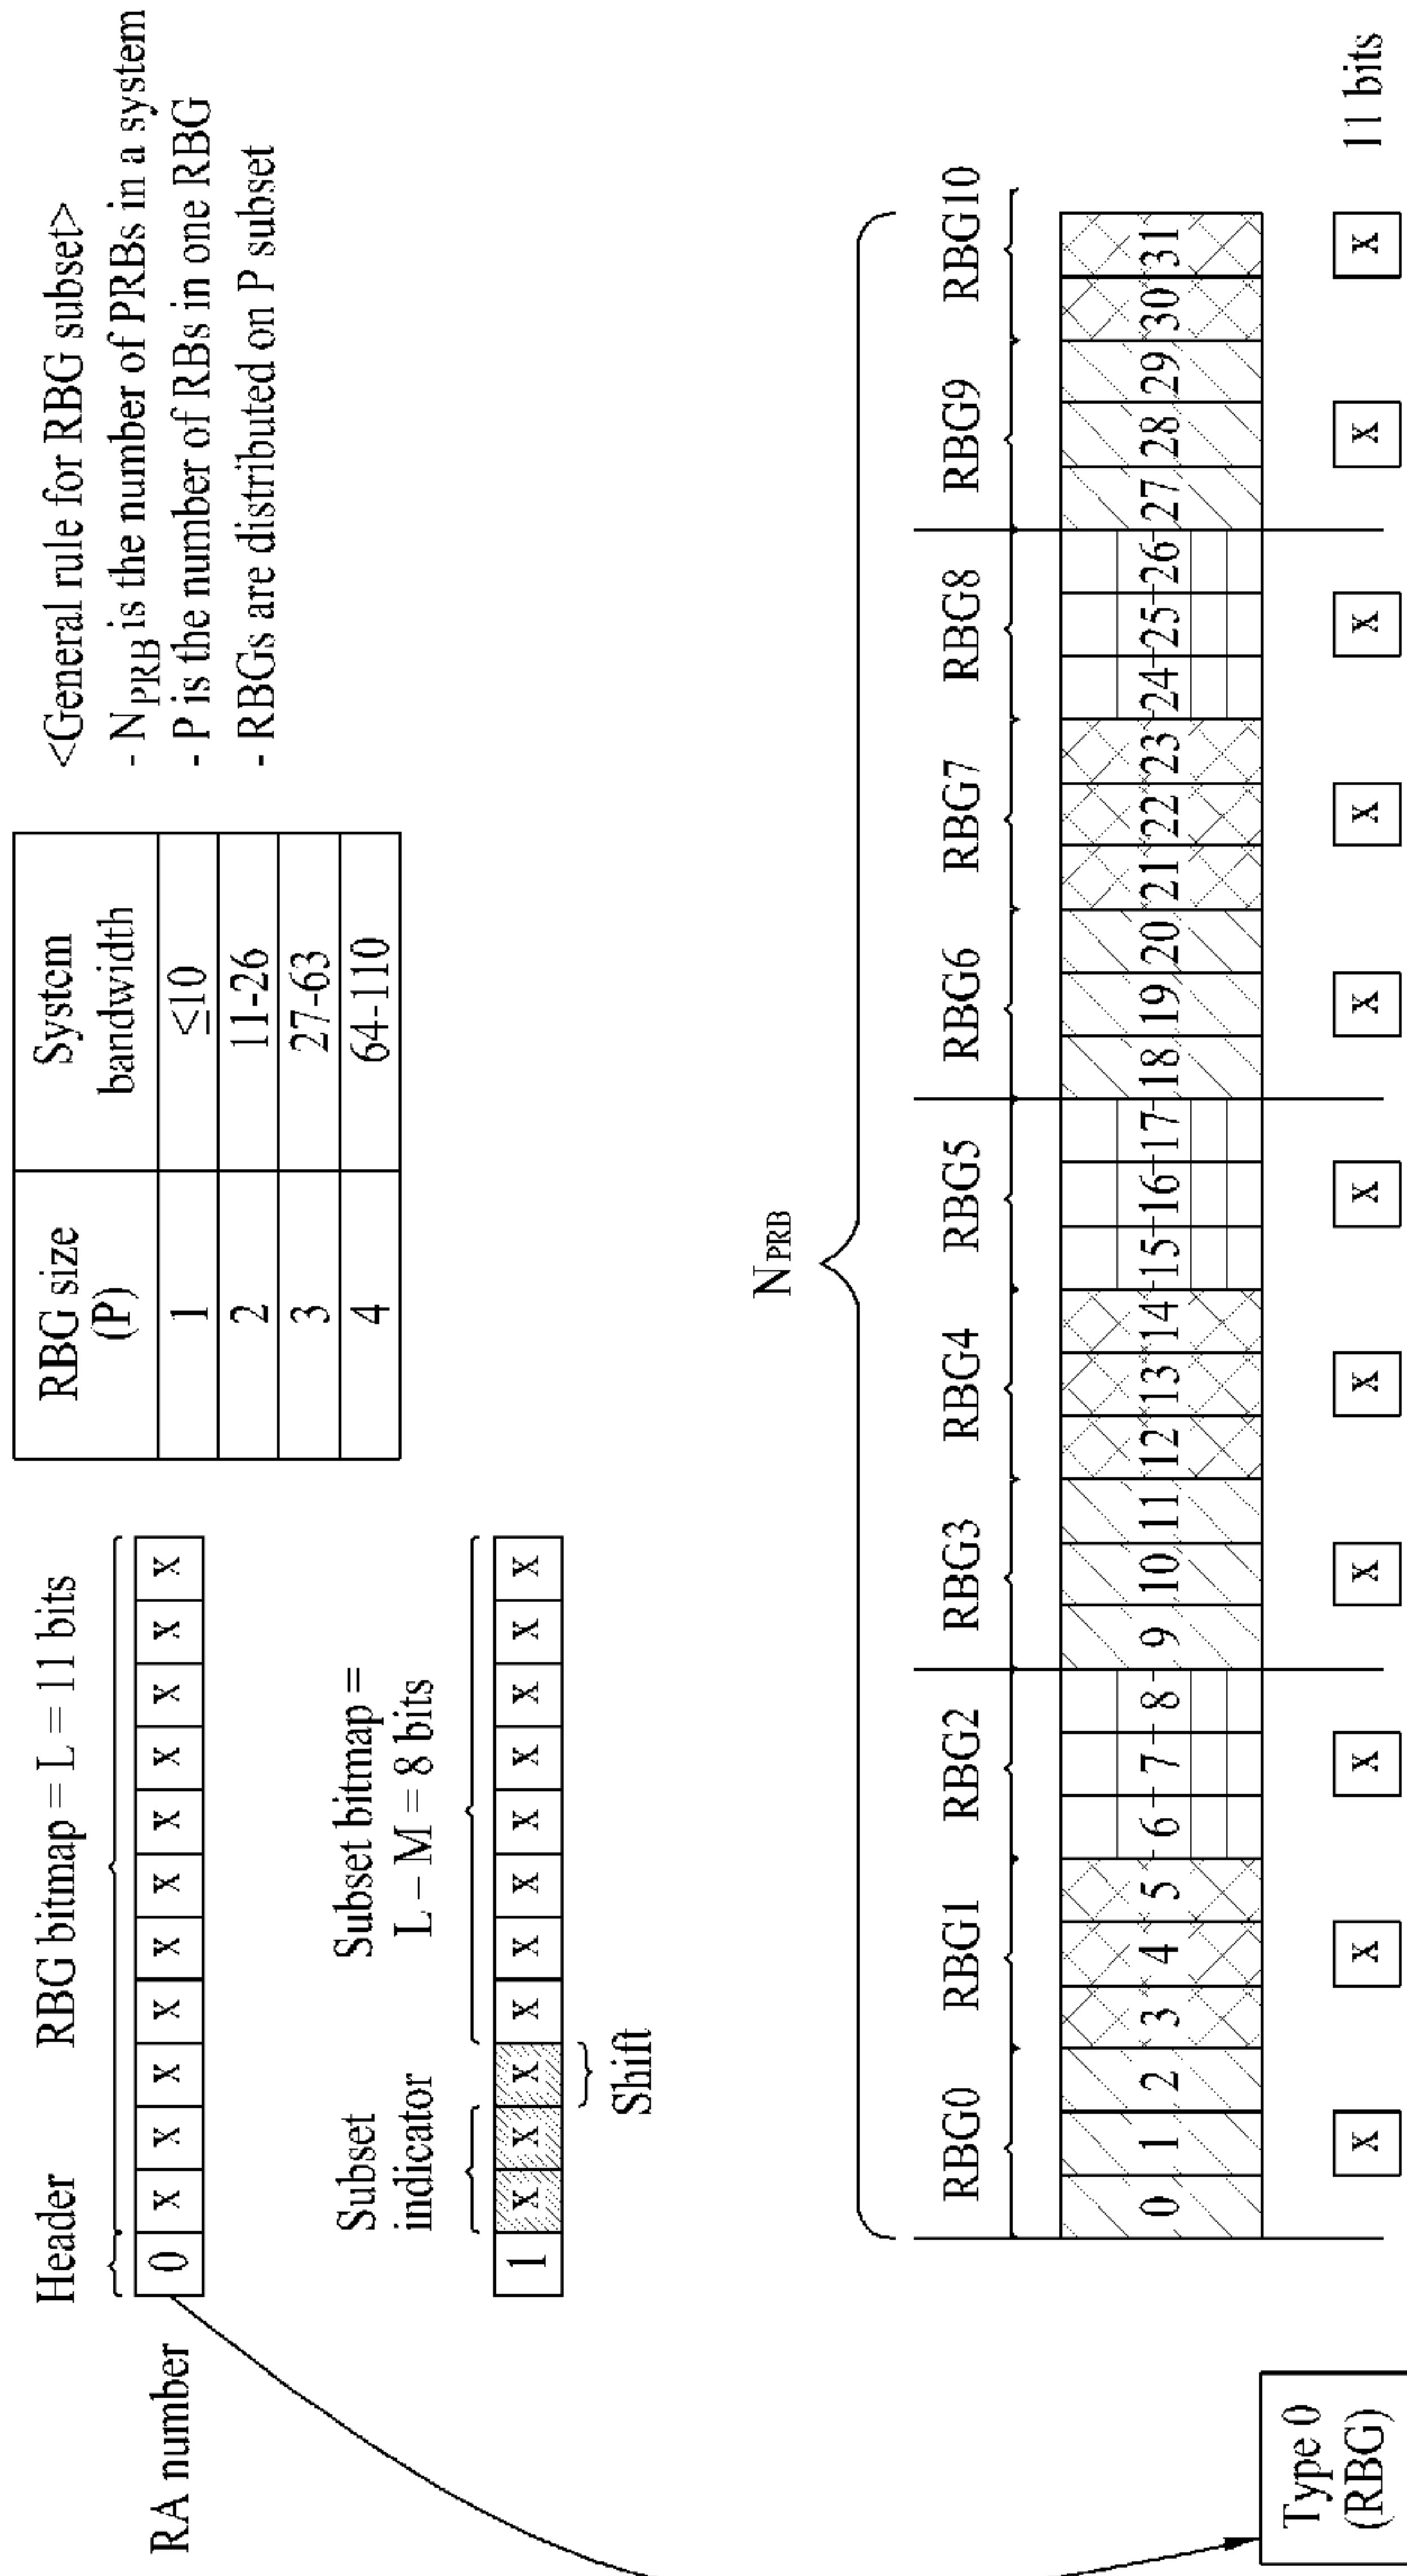 Header
RBG bitmap = L = 11 bits
RA number
0 X X X X X X X X X X X
Subset indicator
Subset bitmap =
L – M = 8 bits
1 X X X X X X X X X X X
Shift
RBG size (P) System bandwidth
1 ≤10
2 11-26
3 27-63
4 64-110
<General rule for RBG subset>
- NPRB is the number of PRBs in a system
- P is the number of RBs in one RBG
- RBGs are distributed on P subset
NPRB
RBG0 RBG1 RBG2 RBG3 RBG4 RBG5 RBG6 RBG7 RBG8 RBG9 RBG10
0 1 2 3 4 5 6 7 8 9 10 11 12 13 14 15 16 17 18 19 20 21 22 23 24 25 26 27 28 29 30 31
Type 0
(RBG)
X X X X X X X X X X X 11 bits